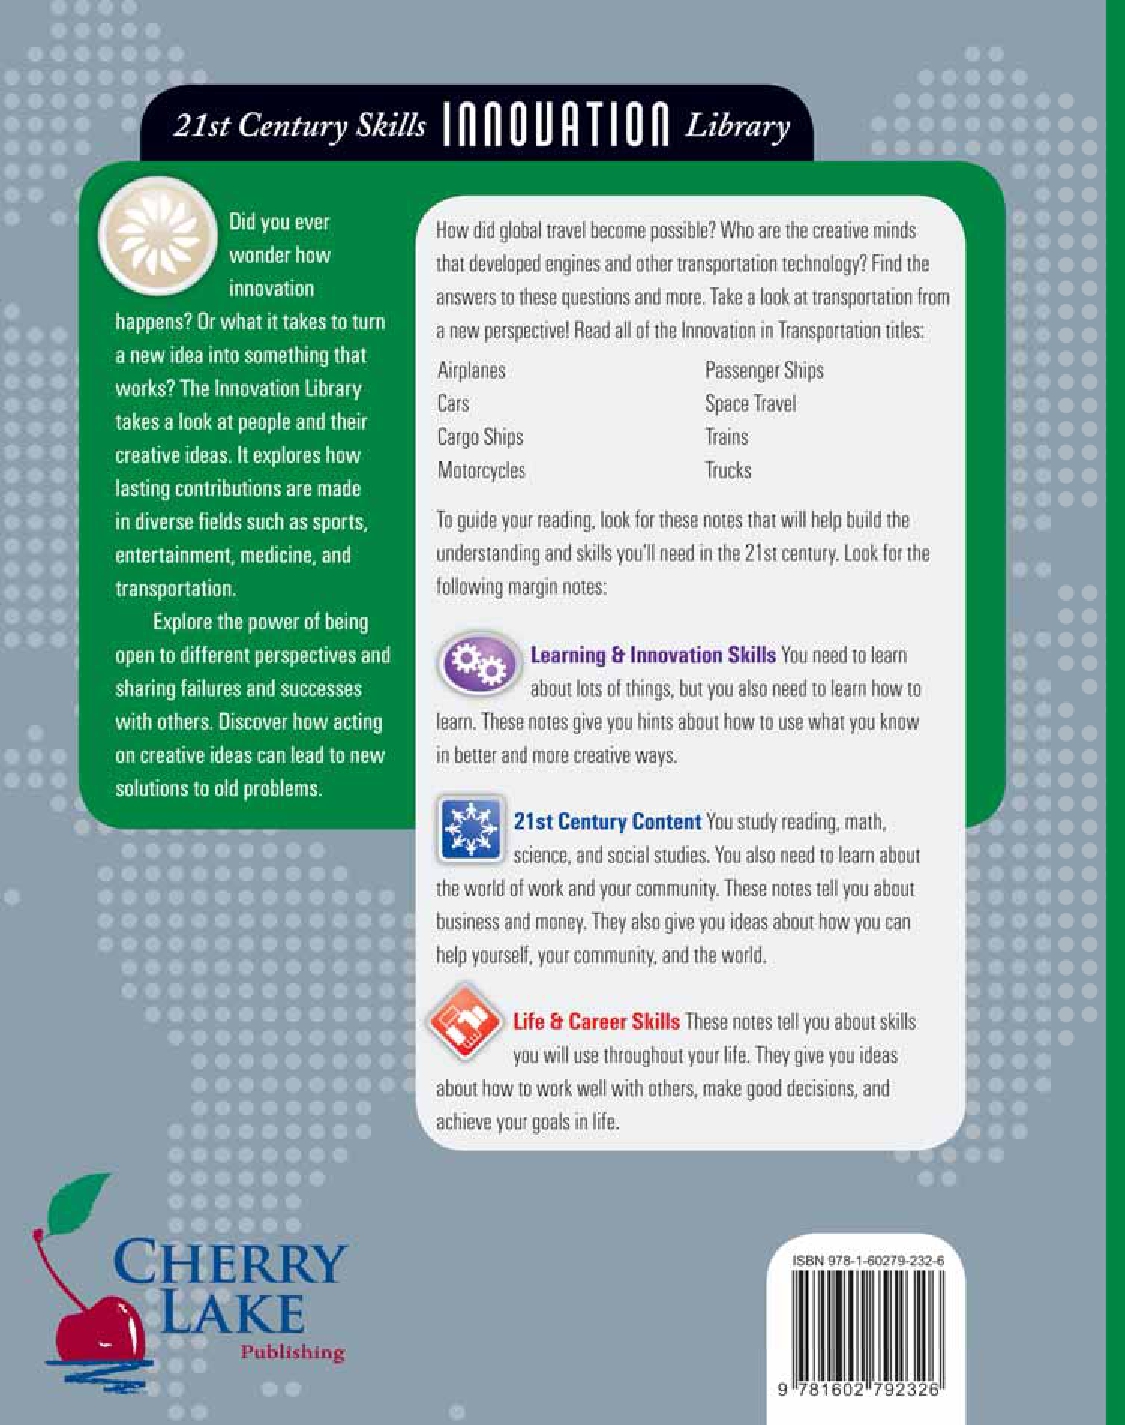 21st Century Skills INNOVATION Library
Did you ever
wonder how
innovation
happens? Or what it takes to turn
a new idea into something that
works? The Innovation Library
takes a look at people and their
creative ideas. It explores how
lasting contributions are made
in diverse fields such as sports,
entertainment, medicine, and
transportation.
Explore the power of being
open to different perspectives and
sharing failures and successes
with others. Discover how acting
on creative ideas can lead to new
solutions to old problems.
How did global travel become possible? Who are the creative minds
that developed engines and other transportation technology? Find the
answers to these questions and more. Take a look at transportation from
a new perspective! Read all of the Innovation in Transportation titles:
Airplanes
Cars
Cargo Ships
Motorcycles
Passenger Ships
Space Travel
Trains
Trucks
To guide your reading, look for these notes that will help build the
understanding and skills you'll need in the 21st century. Look for the
following margin notes:
Learning & Innovation Skills You need to learn
about lots of things, but you also need to learn how to
learn. These notes give you hints about how to use what you know
in better and more creative ways.
21st Century Content You study reading, math,
science, and social studies. You also need to learn about
the world of work and your community. These notes tell you about
business and money. They also give you ideas about how you can
help yourself, your community, and the world.
Life & Career Skills These notes tell you about skills
you will use throughout your life. They give you ideas
about how to work well with others, make good decisions, and
achieve your goals in life.
CHERRY
LAKE
Publishing
ISBN 978-1-60279-232-6
9 781602 792326